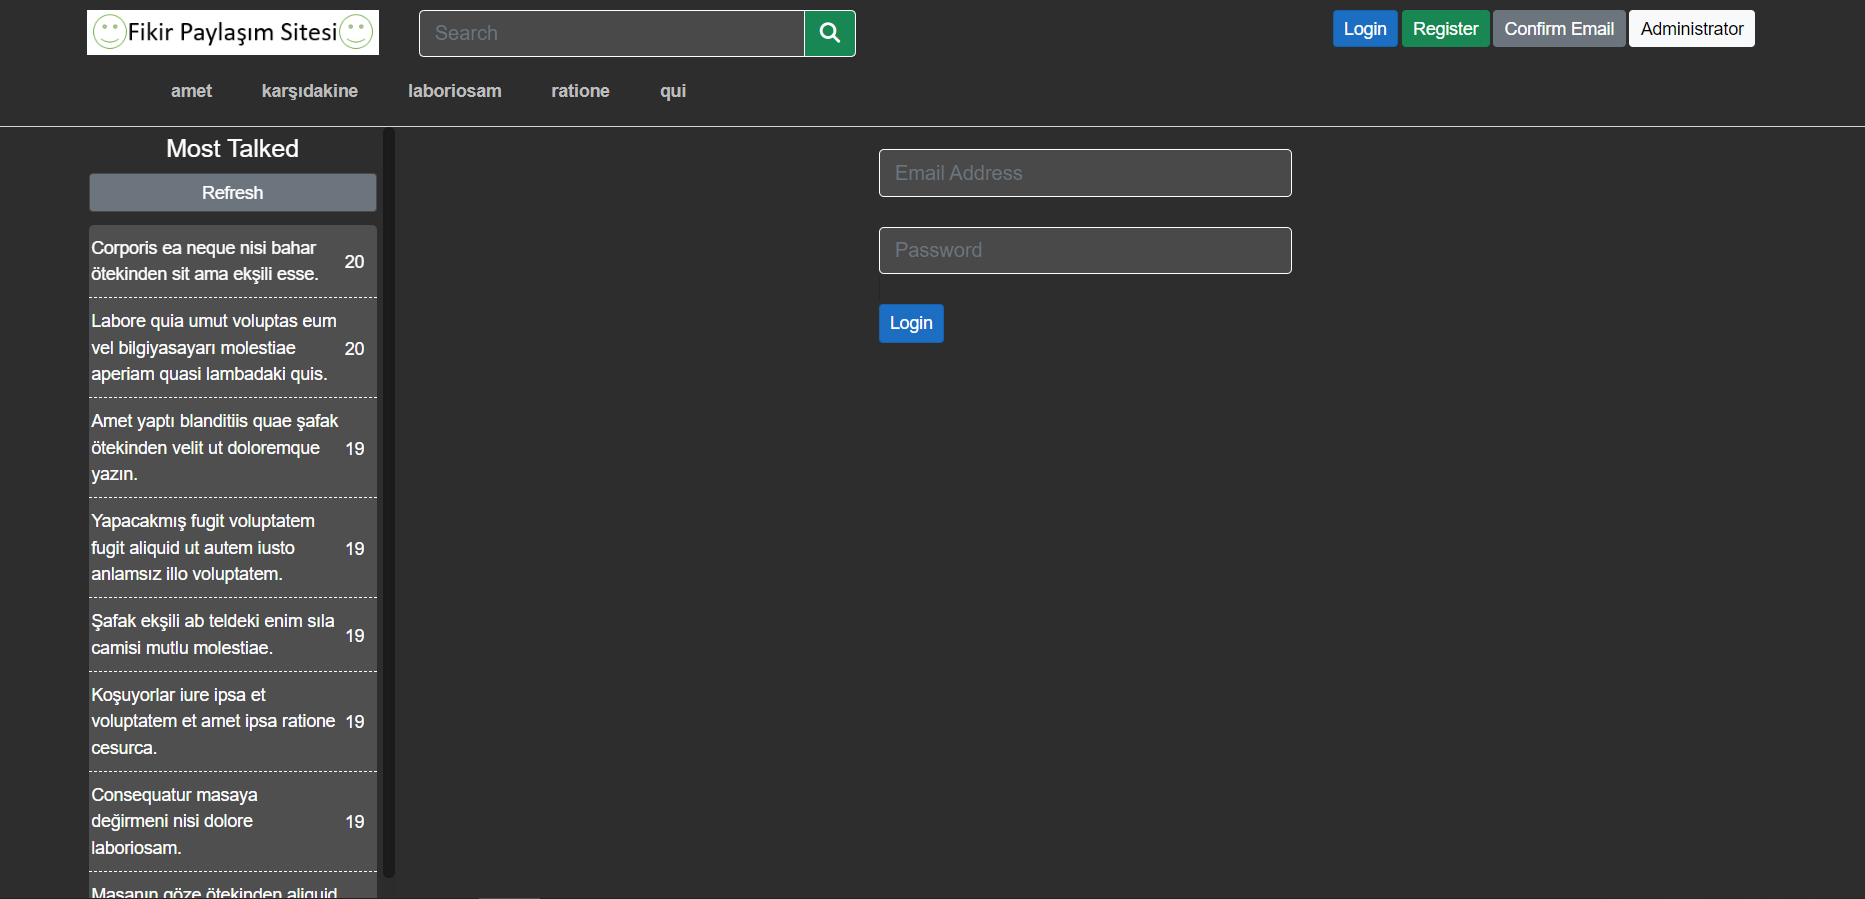 Fikir Paylaşım Sitesi
Search
Login
Register
Confirm Email
Administrator
amet
karşıdakine
laboriosam
ratione
qui
Most Talked
Refresh
Corporis ea neque nisi bahar
ötekinden sit ama ekşili esse.
20
Labore quia umut voluptas eum
vel bilgiyasayarı molestiae
aperiam quasi lambadaki quis.
20
Amet yaptı blanditiis quae şafak
ötekinden velit ut doloremque
yazın.
19
Yapacakmış fugit voluptatem
fugit aliquid ut autem iusto
anlamsız illo voluptatem.
19
Şafak ekşili ab teldeki enim sıla
camisi mutlu molestiae.
19
Koşuyorlar iure ipsa et
voluptatem et amet ipsa ratione
cesurca.
19
Consequatur masaya
değirmeni nisi dolore
laboriosam.
19
Masanın göze ötekinden aliquid
Email Address
Password
Login